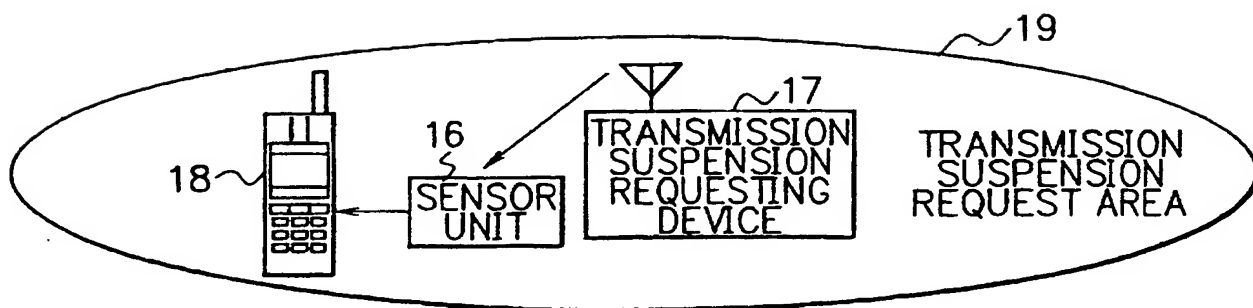 19
17
TRANSMISSION
SUSPENSION
REQUESTING
DEVICE
16
SENSOR
UNIT
18
TRANSMISSION
SUSPENSION
REQUEST AREA